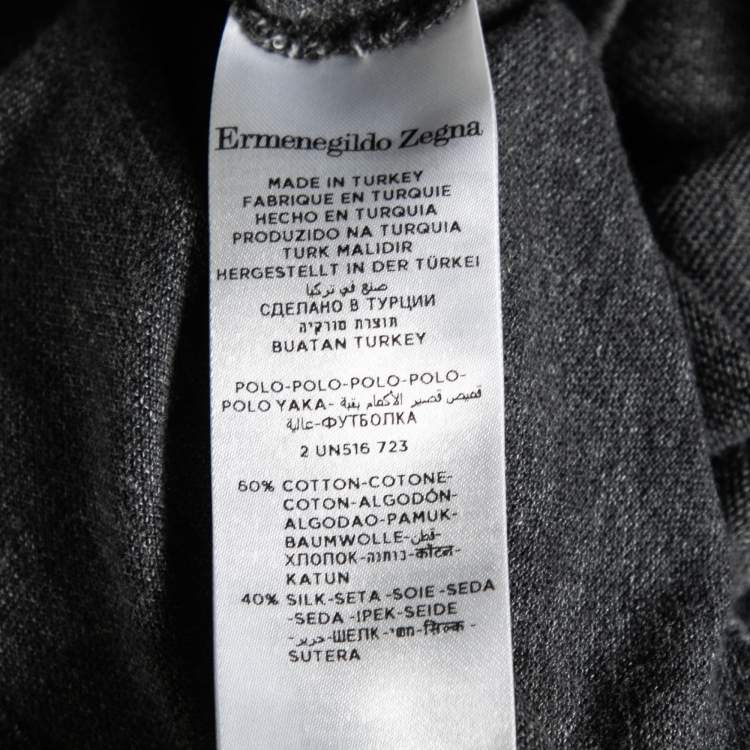 Ermenegildo Zegna
MADE IN TURKEY
FABRIQUE EN TURQUIE
HECHO EN TURQUIA
PRODUZIDO NA TURQUIA
TURK MALIDIR
HERGESTELLT IN DER TÜRKEI
صنع في تركيا
СДЕЛАНО В ТУРЦИИ
תוצרת טורקיה
BUATAN TURKEY
POLO-POLO-POLO-POLO-
POLO YAKA- قميص قصير الأكمام بقبة
عالية-ФУТБОЛКА
2 UN516 723
60% COTTON-COTONE-
COTON-ALGODÓN-
ALGODAO-PAMUK-
BAUMWOLLE-قطن-
ХЛОПОК-כותנה-कॉटन-
KATUN
40% SILK-SETA -SOIE -SEDA
-SEDA -IPEK-SEIDE
-حرير-ШЕЛК-משי-सिल्क -
SUTERA